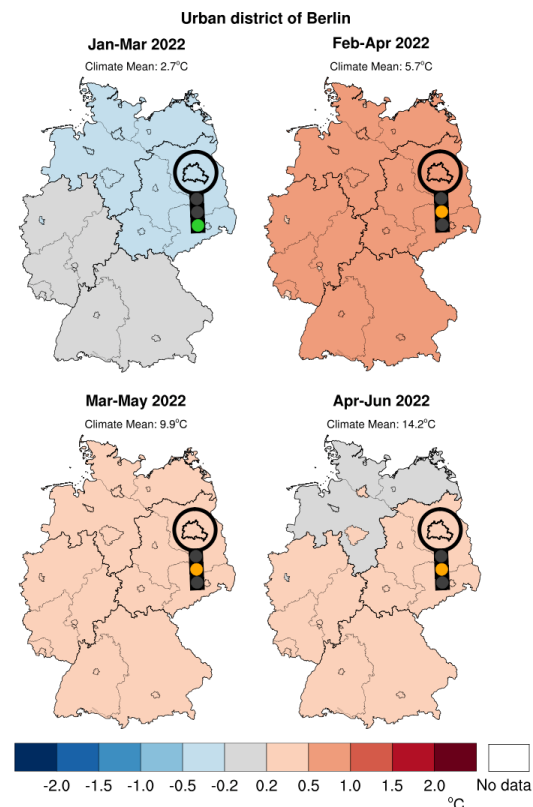 Urban district of Berlin
Jan-Mar 2022
Climate Mean: 2.7°C
Feb-Apr 2022
Climate Mean: 5.7°C
Mar-May 2022
Climate Mean: 9.9°C
Apr-Jun 2022
Climate Mean: 14.2°C
-2.0 -1.5 -1.0 -0.5 -0.2 0.2 0.5 1.0 1.5 2.0 No data
°C